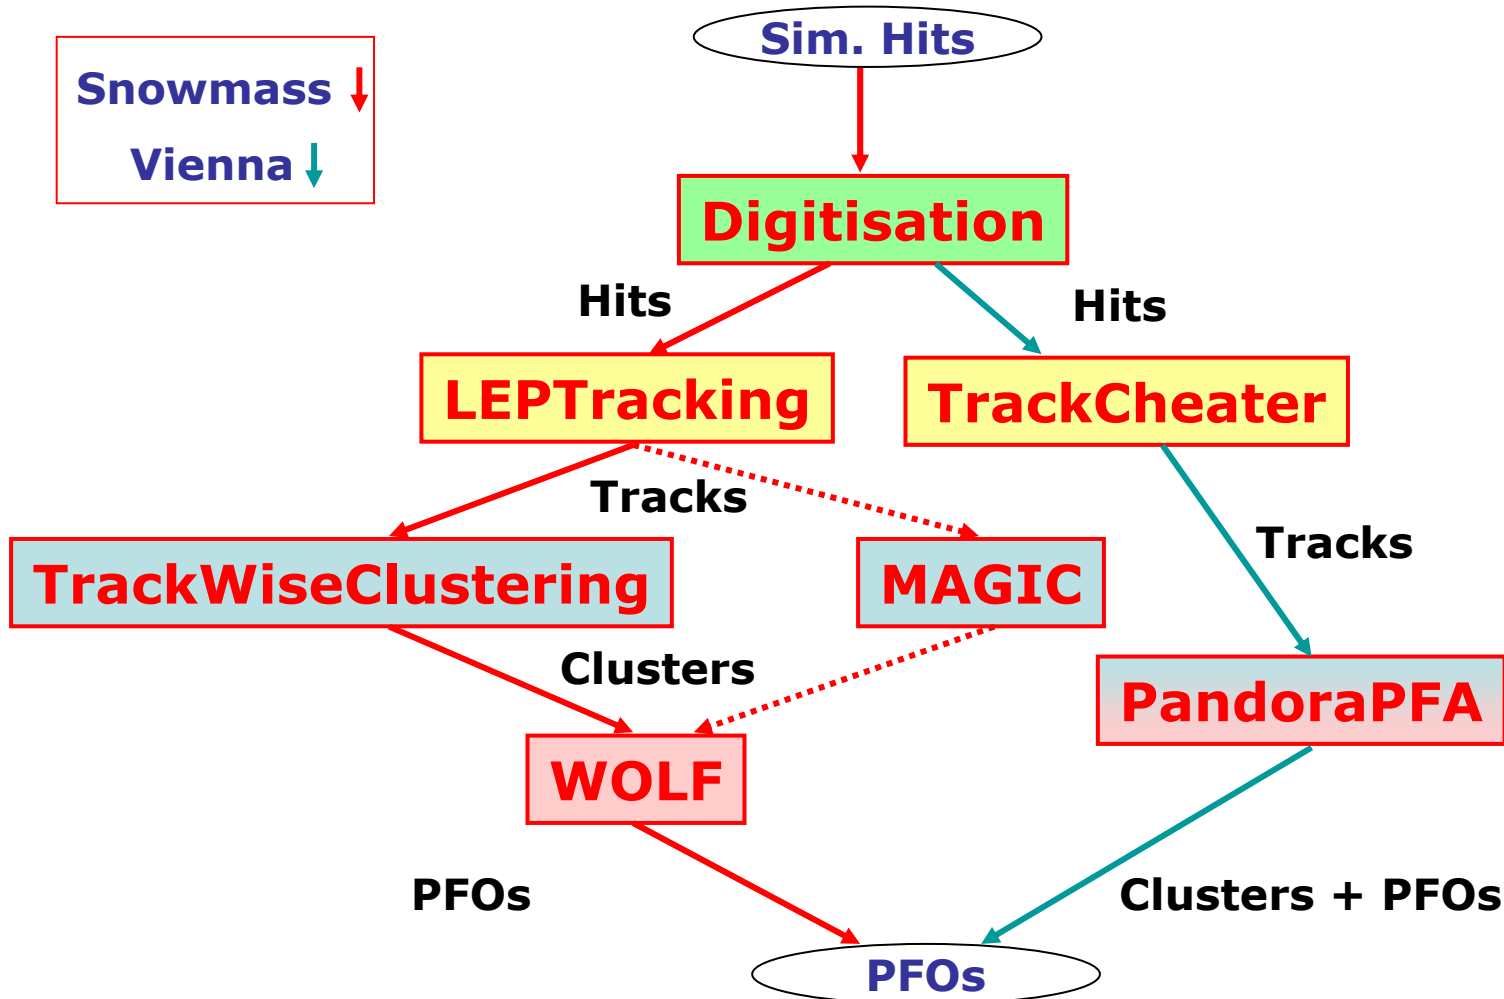 Sim. Hits
Snowmass
Vienna
Digitisation
Hits
Hits
LEPTracking
TrackCheater
Tracks
Tracks
TrackWiseClustering
MAGIC
Clusters
PandoraPFA
WOLF
PFOs
Clusters + PFOs
PFOs